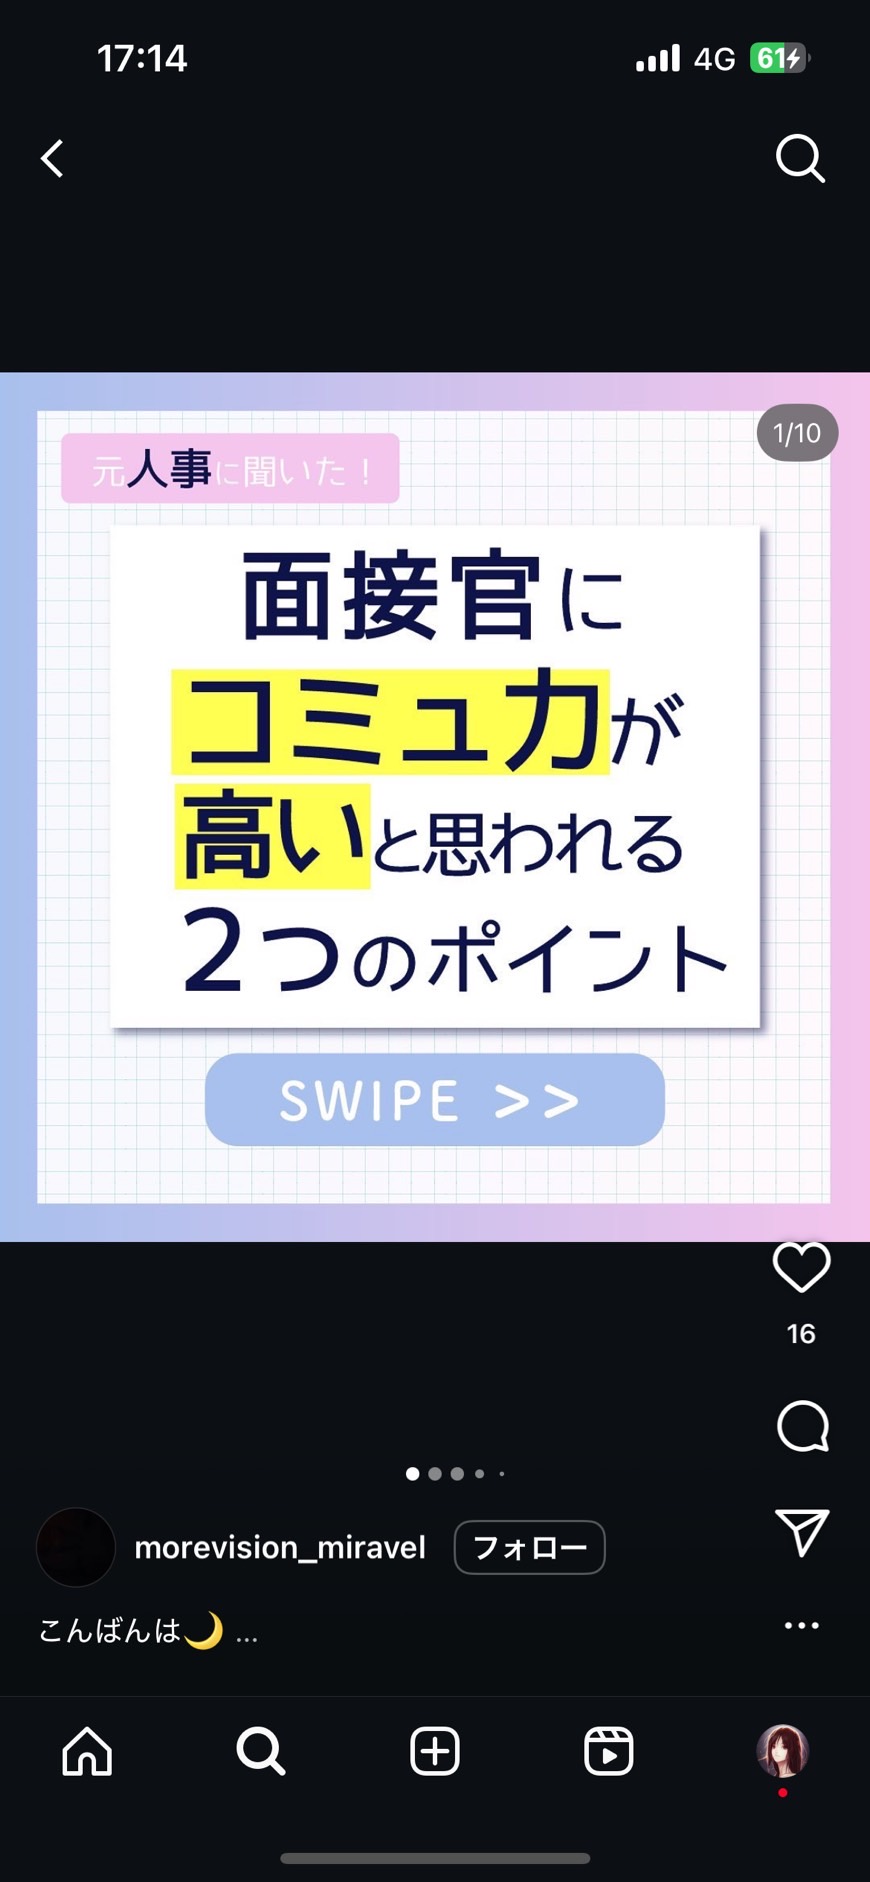 17:14
4G 61
1/10
元人事に聞いた！
面接官に
コミュ力が
高いと思われる
2つのポイント
SWIPE >>
16
morevision_miravel フォロー
こんばんは🌙 ...